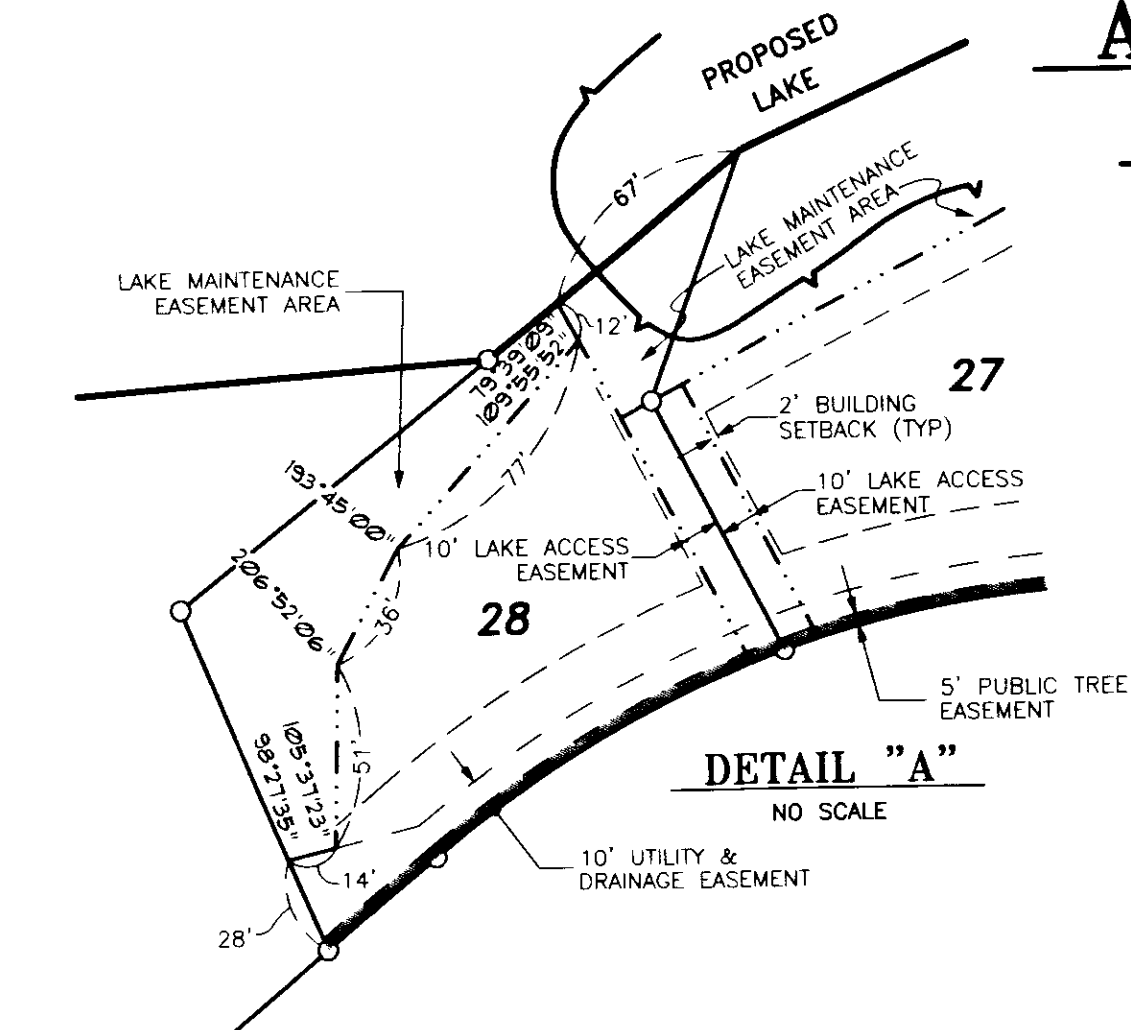 A
PROPOSED
LAKE
67'
LAKE MAINTENANCE
EASEMENT AREA
LAKE MAINTENANCE
EASEMENT AREA
12'
79°39'09"
109°55'52"
27
2' BUILDING
SETBACK (TYP)
77'
193°45'00"
10' LAKE ACCESS
EASEMENT
10' LAKE ACCESS
EASEMENT
206°52'06"
36'
28
5' PUBLIC TREE
EASEMENT
105°37'23"
98°27'35"
51'
DETAIL "A"
NO SCALE
10' UTILITY &
DRAINAGE EASEMENT
14'
28'